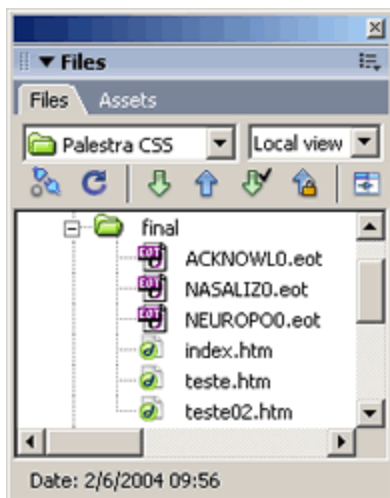 Files
Files Assets
Palestra CSS Local view
final
ACKNOWL0.eot
NASALIZ0.eot
NEUROPO0.eot
index.htm
teste.htm
teste02.htm
Date: 2/6/2004 09:56